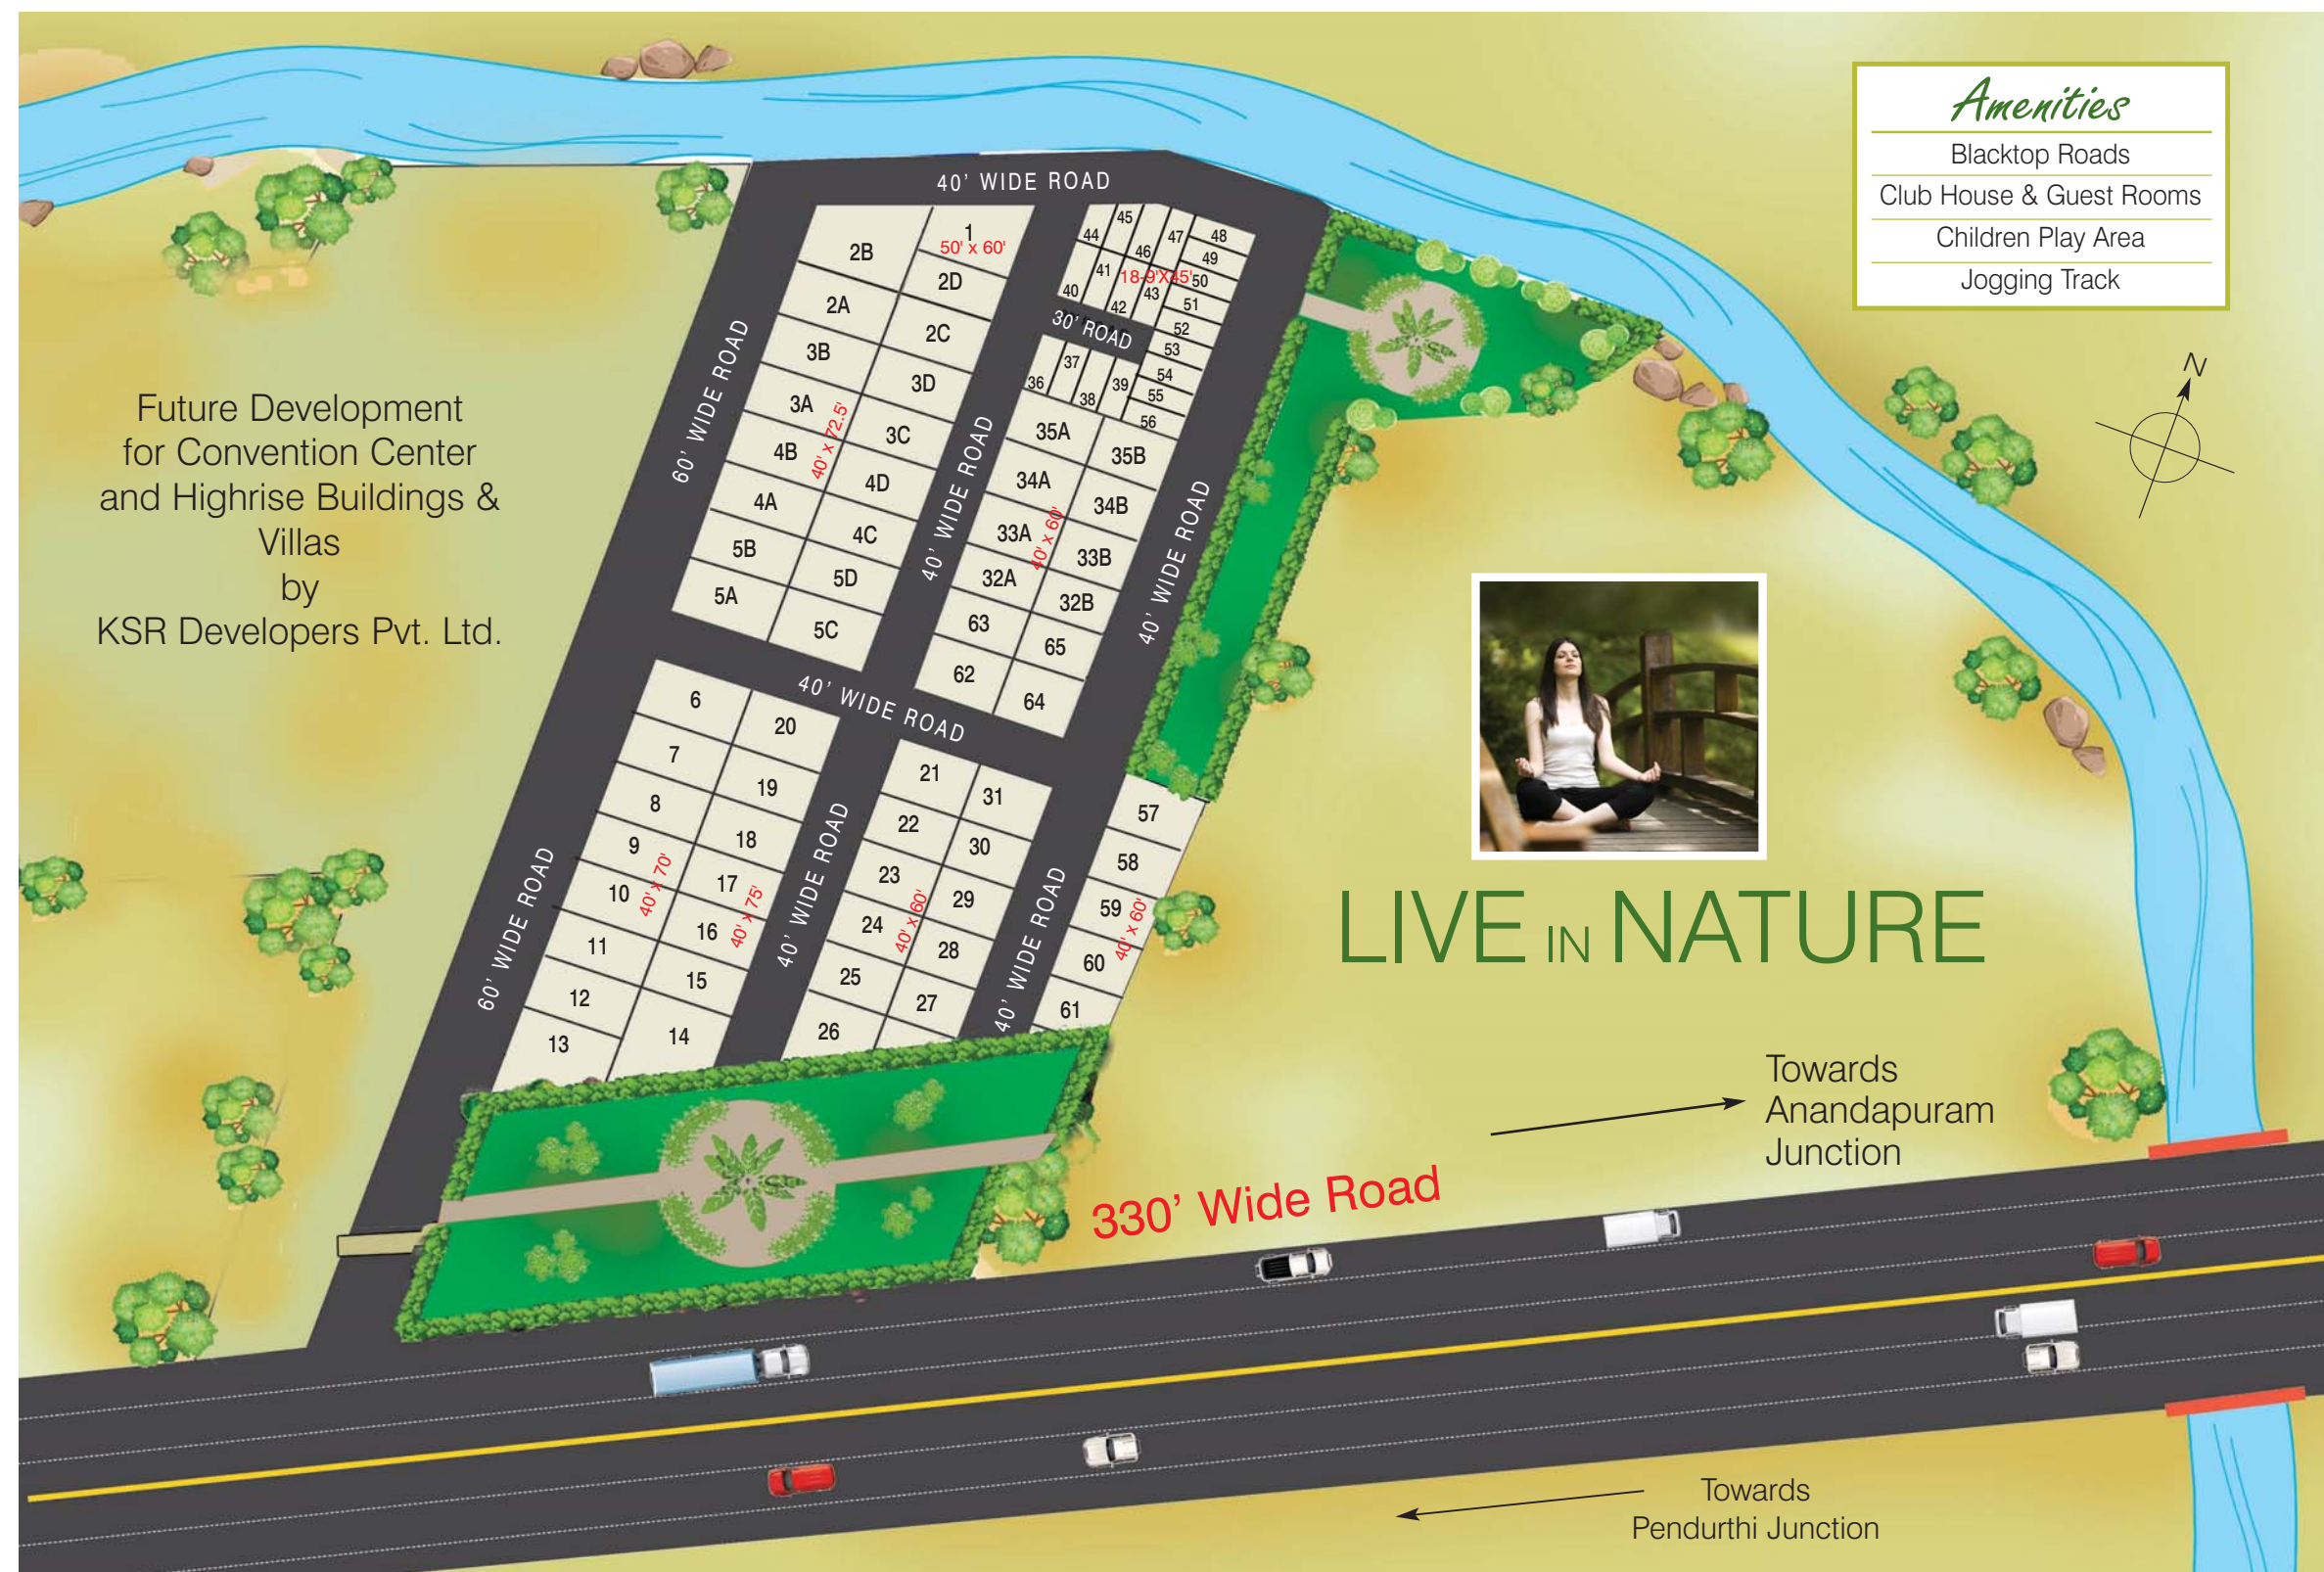 Amenities
Blacktop Roads
Club House & Guest Rooms
Children Play Area
Jogging Track
N
Future Development
for Convention Center
and Highrise Buildings &
Villas
by
KSR Developers Pvt. Ltd.
40' WIDE ROAD
60' WIDE ROAD
2B
1
50' x 60'
2D
2A
2C
3B
3D
3A
40' x 72.5'
3C
4B
4D
4A
4C
5B
5D
5A
5C
40' WIDE ROAD
44
45
46
47
48
49
50
40
41
18-9'X45'
42
43
51
52
53
54
55
56
30' ROAD
36
37
38
39
35A
35B
34A
34B
33A
40' x 60'
33B
32A
32B
63
65
62
64
40' WIDE ROAD
40' WIDE ROAD
60' WIDE ROAD
6
20
7
19
8
18
9
40' x 70'
17
10
40' x 75'
16
11
15
12
14
13
40' WIDE ROAD
21
31
22
30
23
29
24
40' x 60'
28
25
27
26
40' WIDE ROAD
57
58
59
40' x 60'
60
61
LIVE IN NATURE
Towards
Anandapuram
Junction
330' Wide Road
Towards
Pendurthi Junction